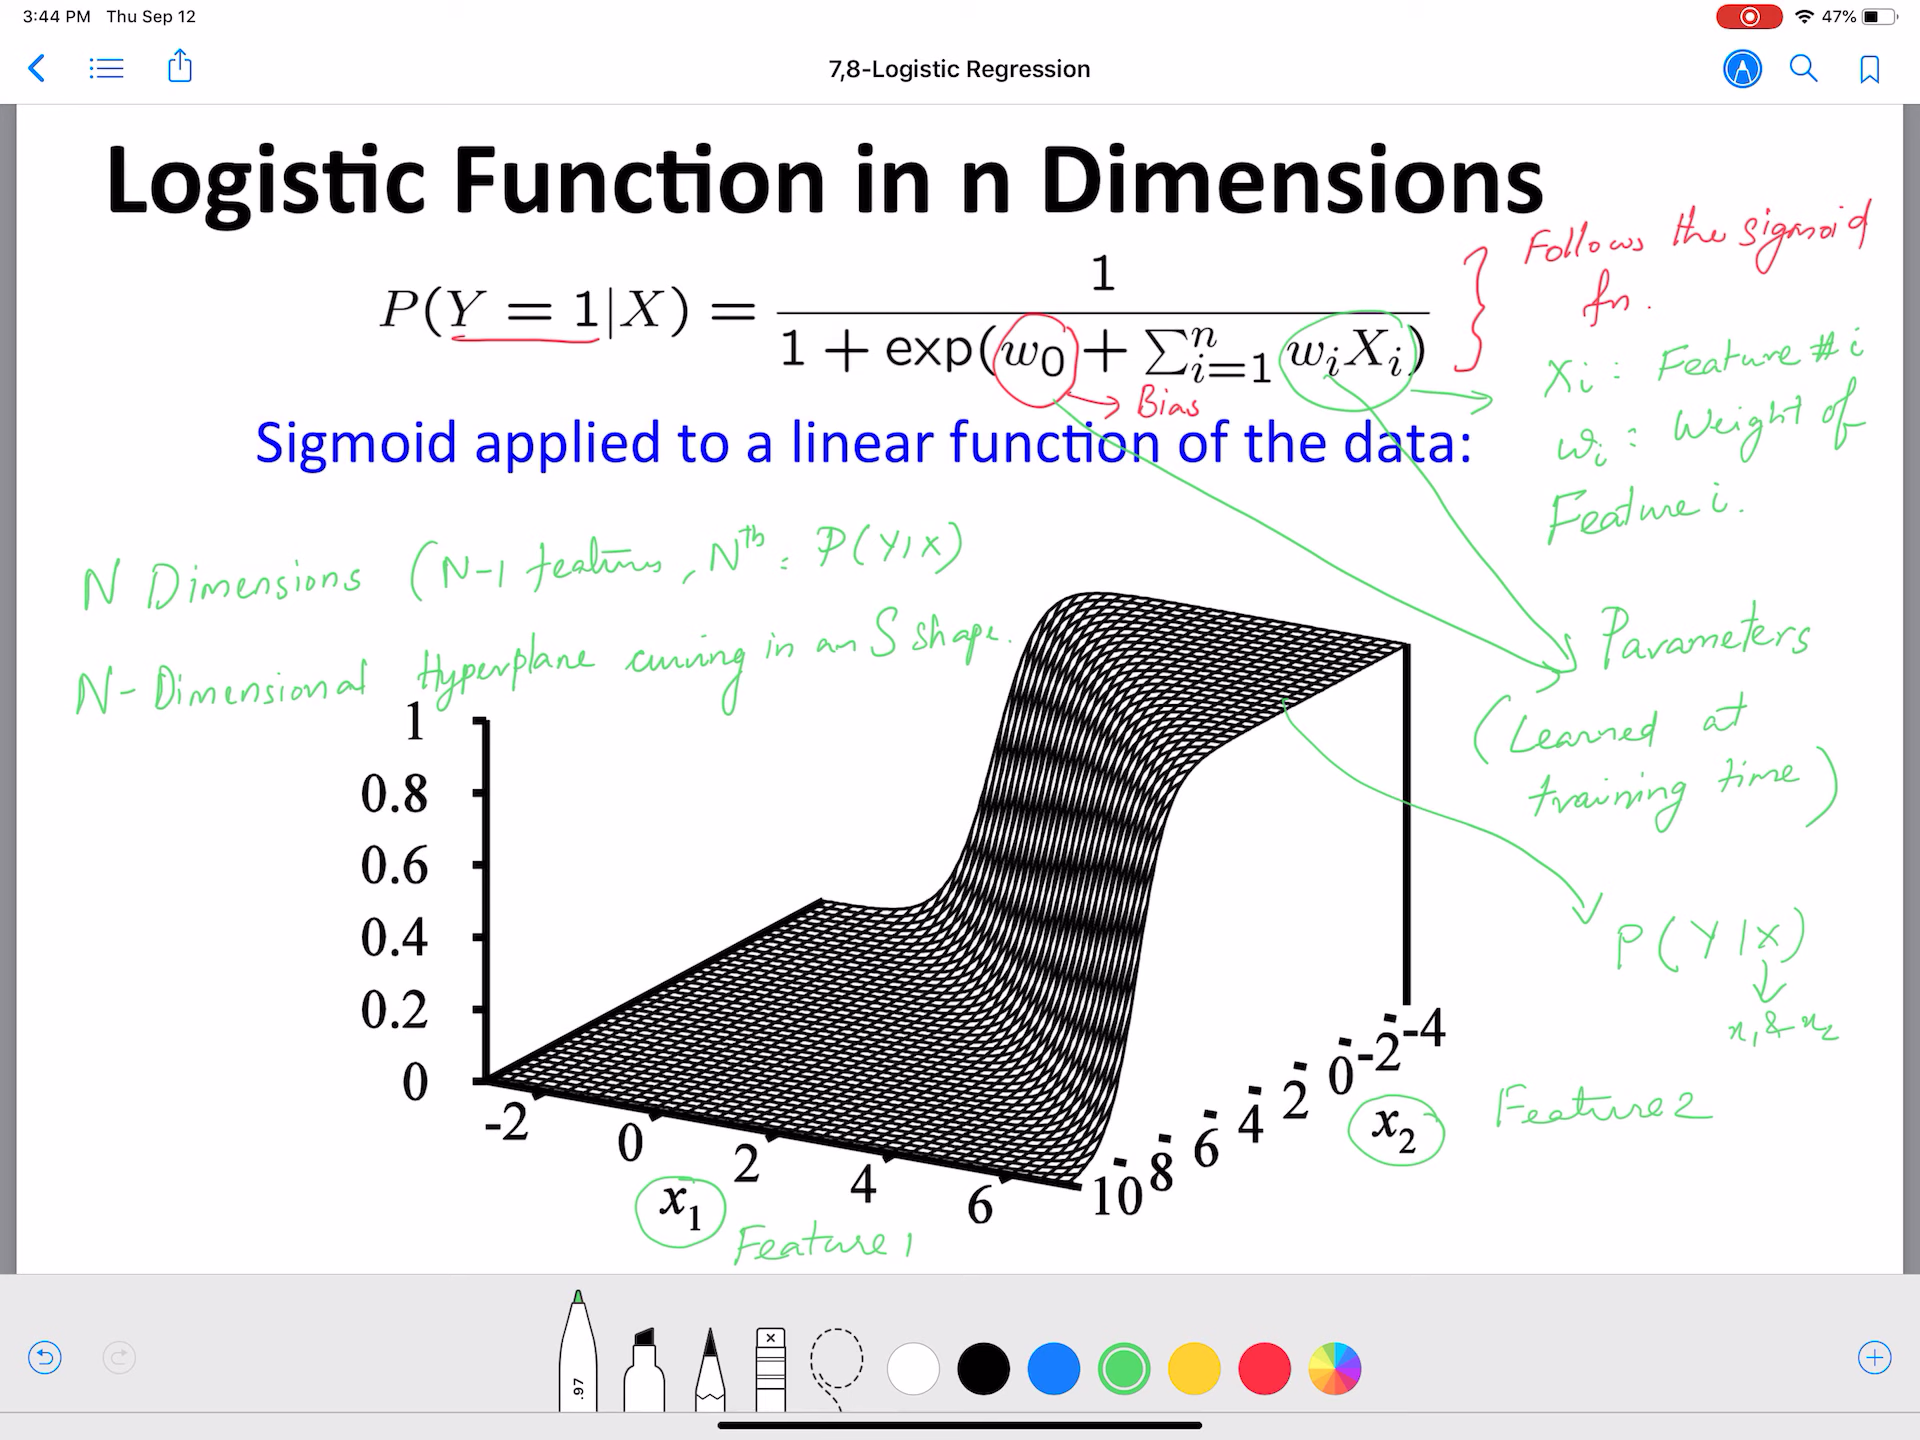 3:44 PM Thu Sep 12
47%
7,8-Logistic Regression
Logistic Function in n Dimensions
P(Y = 1|X) = 1 / (1 + exp(w₀ + ∑ⁿᵢ₌₁ wᵢXᵢ))
Follows the sigmoid
fn.
Bias
Xi : Feature # i
wi : Weight of
Feature i.
Sigmoid applied to a linear function of the data:
N Dimensions (N-1 features, Nth : P(Y|X)
N-Dimensional Hyperplane curving in an S shape.
Parameters
(Learned at
training time)
P(Y|X)
x₁ & x₂
1
0.8
0.6
0.4
0.2
0
-2
0
2
4
6
x₁
Feature 1
10
8
6
4
2
0
-2
-4
x₂
Feature 2
.97